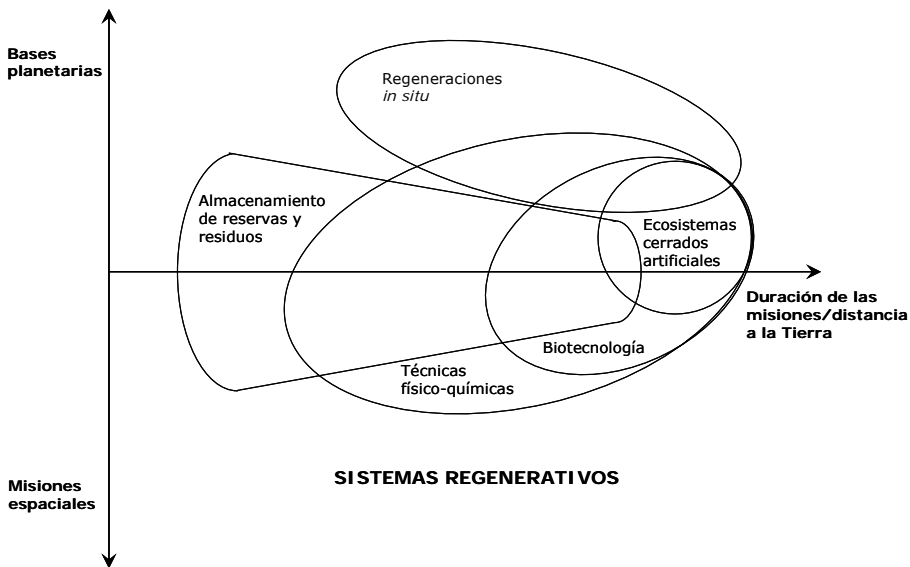 Bases
planetarias
Regeneraciones
in situ
Almacenamiento
de reservas y
residuos
Ecosistemas
cerrados
artificiales
Duración de las
misiones/distancia
a la Tierra
Biotecnología
Técnicas
físico-químicas
SISTEMAS REGENERATIVOS
Misiones
espaciales